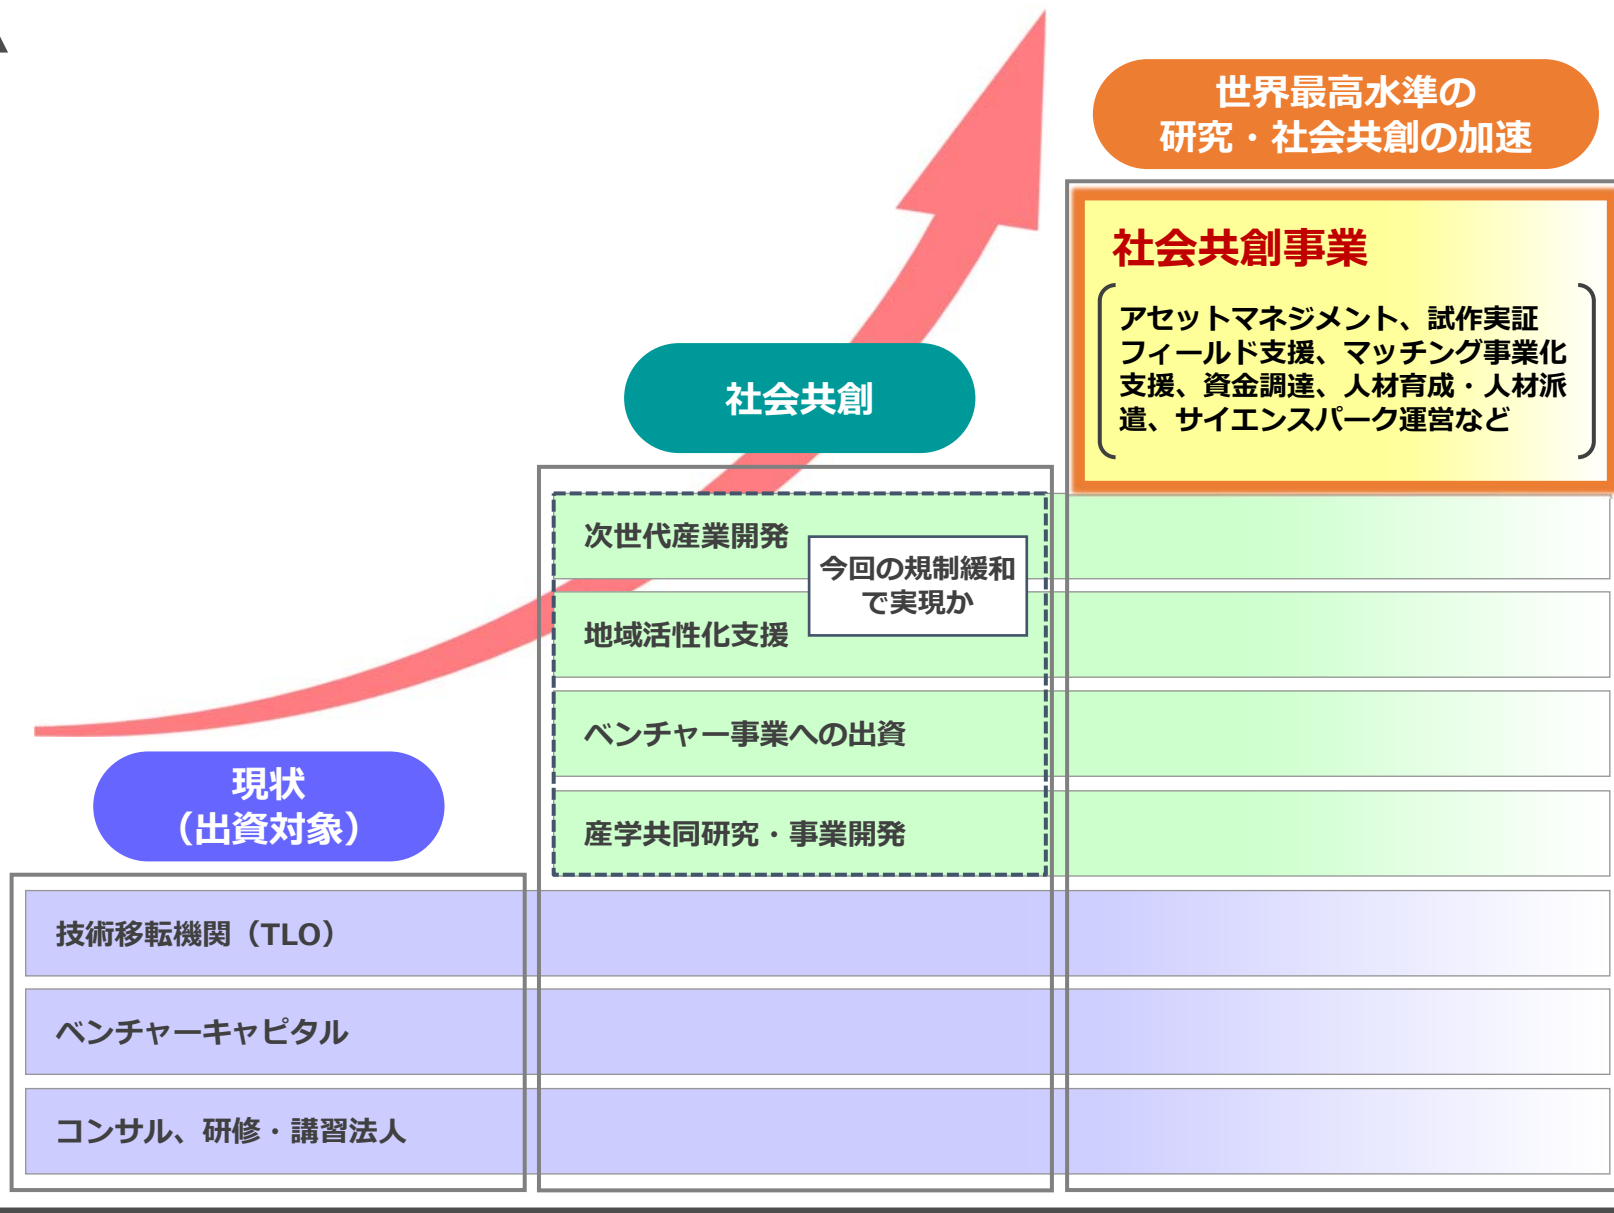 世界最高水準の
研究・社会共創の加速
社会共創事業
アセットマネジメント、試作実証
フィールド支援、マッチング事業化
支援、資金調達、人材育成・人材派
遣、サイエンスパーク運営など
社会共創
次世代産業開発
今回の規制緩和
で実現か
地域活性化支援
ベンチャー事業への出資
産学共同研究・事業開発
現状
（出資対象）
技術移転機関（TLO）
ベンチャーキャピタル
コンサル、研修・講習法人